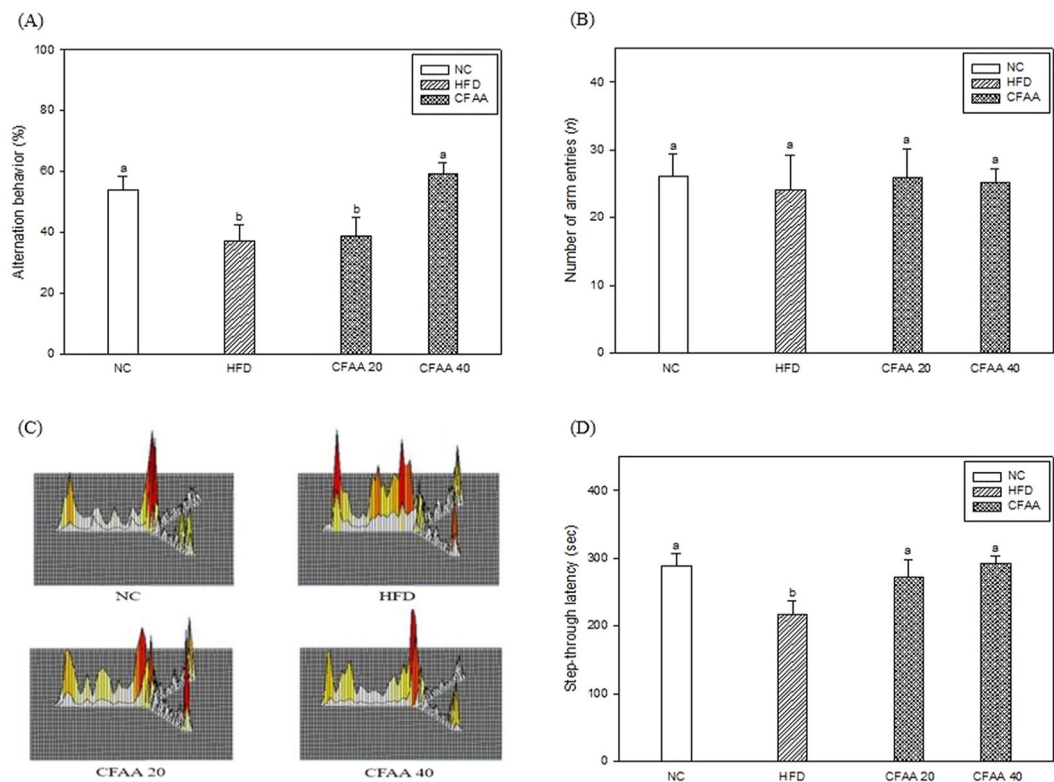 (A)
100
80
60
40
20
0
Alternation behavior (%)
NC
HFD
CFAA
a
b
b
a
NC
HFD
CFAA 20
CFAA 40
(B)
40
30
20
10
0
Number of arm entries (n)
NC
HFD
CFAA
a
a
a
a
NC
HFD
CFAA 20
CFAA 40
(C)
NC
HFD
CFAA 20
CFAA 40
(D)
400
300
200
100
0
Step-through latency (sec)
NC
HFD
CFAA
a
b
a
a
NC
HFD
CFAA 20
CFAA 40